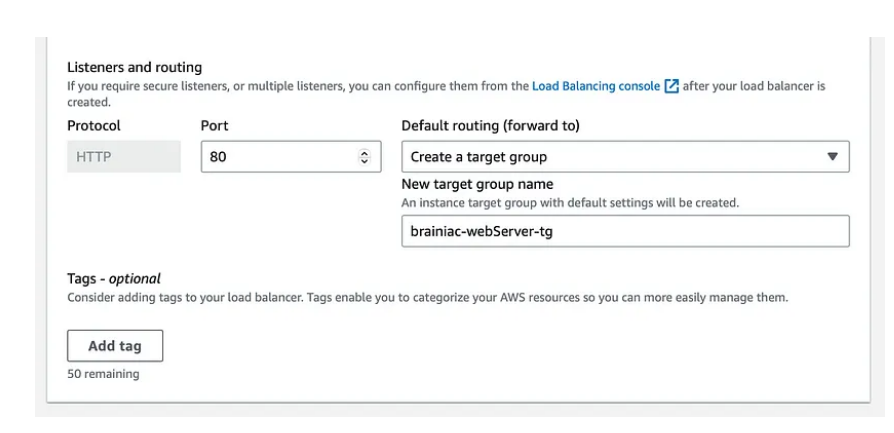 Listeners and routing
If you require secure listeners, or multiple listeners, you can configure them from the Load Balancing console after your load balancer is
created.
Protocol
Port
Default routing (forward to)
HTTP
80
Create a target group
New target group name
An instance target group with default settings will be created.
brainiac-webServer-tg
Tags - optional
Consider adding tags to your load balancer. Tags enable you to categorize your AWS resources so you can more easily manage them.
Add tag
50 remaining